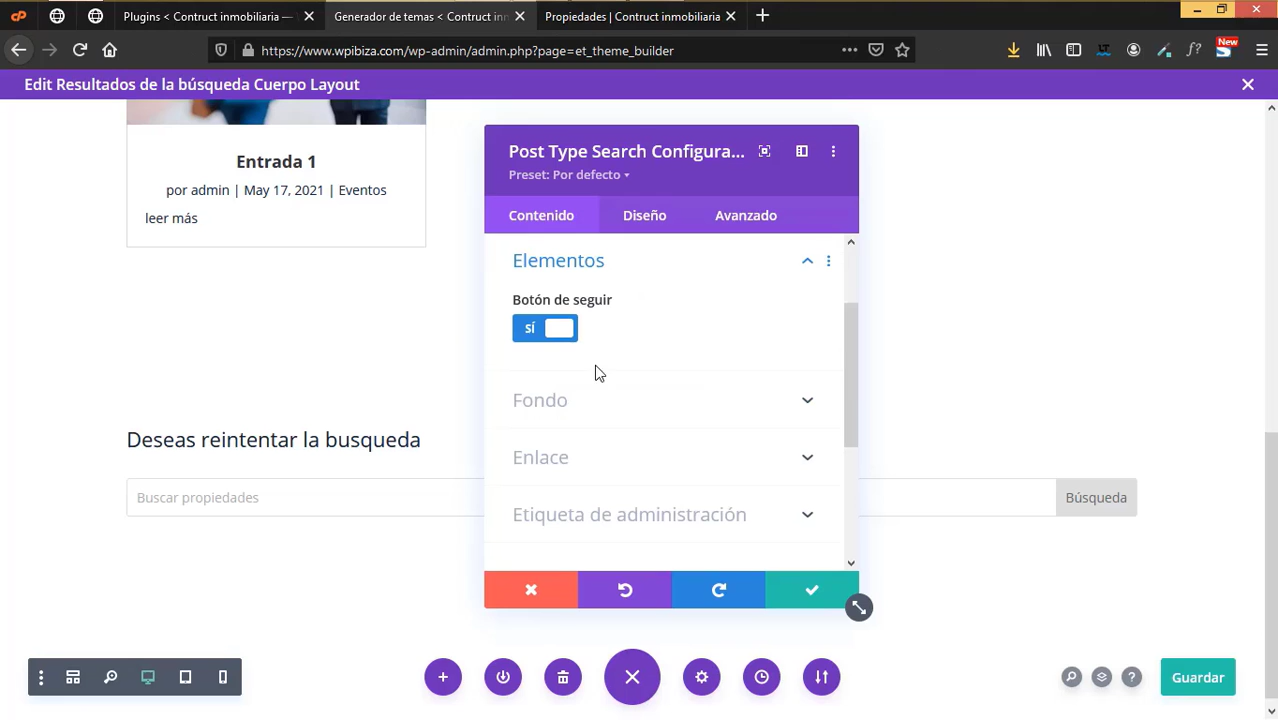 Plugins < Contruct inmobiliaria —
Generador de temas < Contruct inm
Propiedades | Contruct inmobiliaria
New
https://www.wpibiza.com/wp-admin/admin.php?page=et_theme_builder
Edit Resultados de la búsqueda Cuerpo Layout
Entrada 1
por admin | May 17, 2021 | Eventos
leer más
Post Type Search Configura...
Preset: Por defecto
Contenido
Diseño
Avanzado
Elementos
Botón de seguir
SÍ
Fondo
Enlace
Etiqueta de administración
Deseas reintentar la busqueda
Buscar propiedades
Búsqueda
Guardar